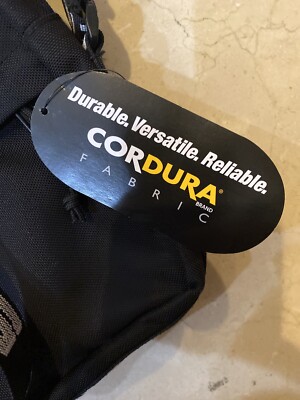 Durable. Versatile. Reliable.
CORDURA®
BRAND
FABRIC